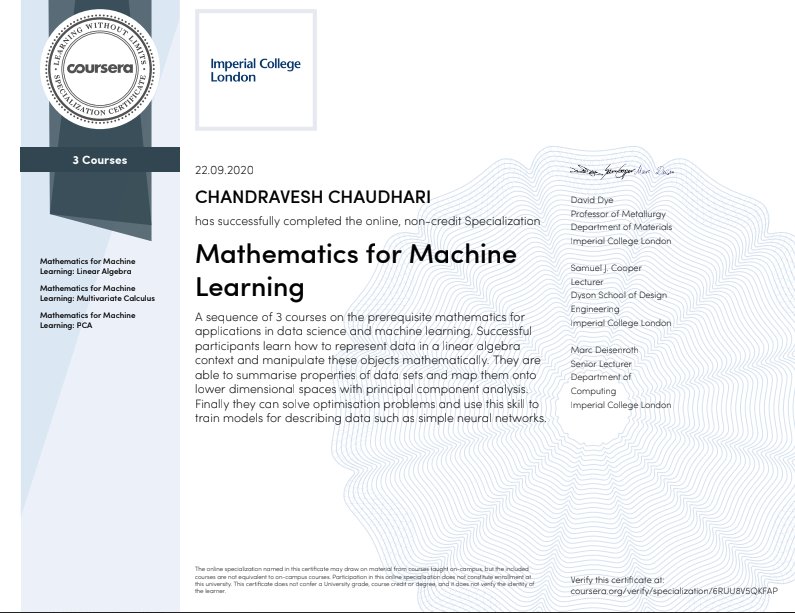 LEARNING WITHOUT LIMITS
coursera
SPECIALIZATION CERTIFICATE
3 Courses
Mathematics for Machine
Learning: Linear Algebra
Mathematics for Machine
Learning: Multivariate Calculus
Mathematics for Machine
Learning: PCA
Imperial College
London
22.09.2020
CHANDRAVESH CHAUDHARI
has successfully completed the online, non-credit Specialization
Mathematics for Machine
Learning
A sequence of 3 courses on the prerequisite mathematics for
applications in data science and machine learning. Successful
participants learn how to represent data in a linear algebra
context and manipulate these objects mathematically. They are
able to summarise properties of data sets and map them onto
lower dimensional spaces with principal component analysis.
Finally they can solve optimisation problems and use this skill to
train models for describing data such as simple neural networks.
David Dye
Professor of Metallurgy
Department of Materials
Imperial College London
Samuel J. Cooper
Lecturer
Dyson School of Design
Engineering
Imperial College London
Marc Deisenroth
Senior Lecturer
Department of
Computing
Imperial College London
The online specialization named in this certificate may draw on material from courses taught on-campus, but the included
courses are not equivalent to on-campus courses. Participation in this online specialization does not constitute enrollment at
this university. This certificate does not confer a University grade, course credit or degree, and it does not verify the identity of
the learner.
Verify this certificate at:
coursera.org/verify/specialization/6RUU8V5QKFAP